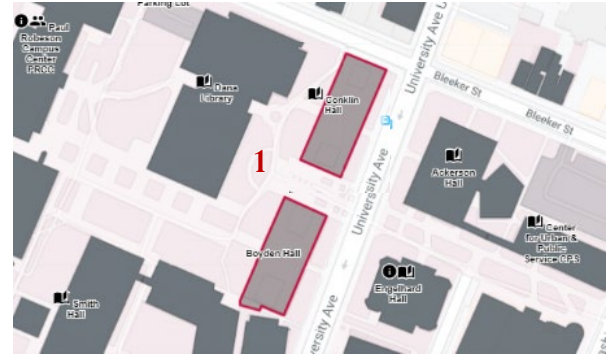 Parking Lot
Paul
Robeson
Campus
Center
PRCC
Dana
Library
Conklin
Hall
University Ave U
Bleeker St
Bleeker St
1
University Ave
Ackerson
Hall
Boyden Hall
Center
for Urban &
Public
Service CPS
Smith
Hall
Engelhard
Hall
University Ave